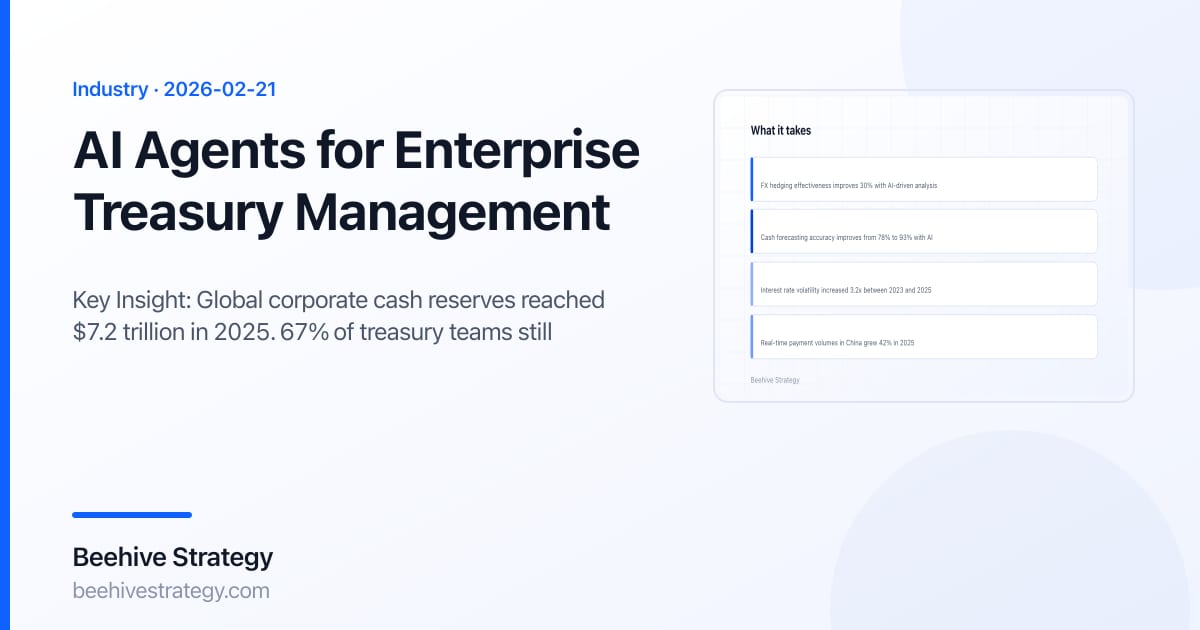 Industry · 2026-02-21
AI Agents for Enterprise
Treasury Management
Key Insight: Global corporate cash reserves reached
$7.2 trillion in 2025. 67% of treasury teams still
What it takes
FX hedging effectiveness improves 30% with AI-driven analysis
Cash forecasting accuracy improves from 78% to 93% with AI
Interest rate volatility increased 3.2x between 2023 and 2025
Real-time payment volumes in China grew 42% in 2025
Beehive Strategy
Beehive Strategy
beehivestrategy.com